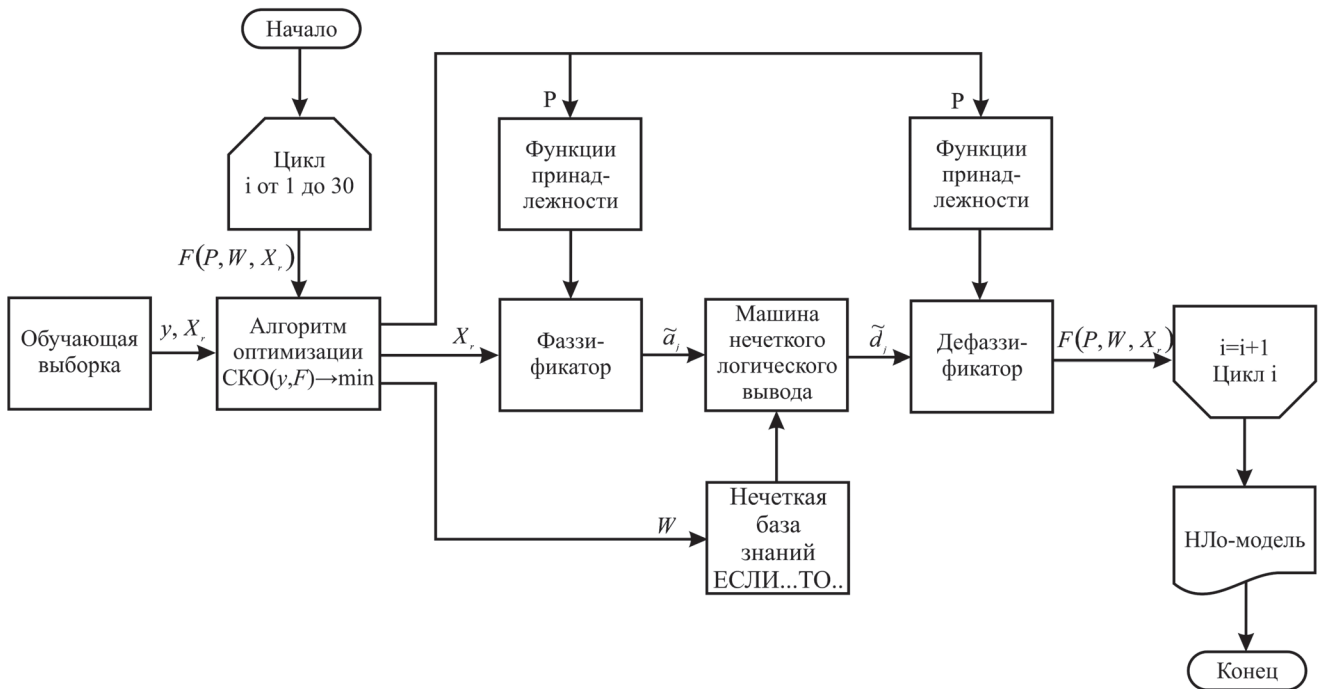 Начало
P
P
Цикл
i от 1 до 30
Функции
принад-
лежности
Функции
принад-
лежности
F(P, W, X_r)
Обучающая
выборка
y, X_r
Алгоритм
оптимизации
СКО(y,F)→min
X_r
Фаззи-
фикатор
ã_j
Машина
нечеткого
логического
вывода
d̃_j
Дефаззи-
фикатор
F(P, W, X_r)
i=i+1
Цикл i
W
Нечеткая
база
знаний
ЕСЛИ...ТО..
НЛо-модель
Конец